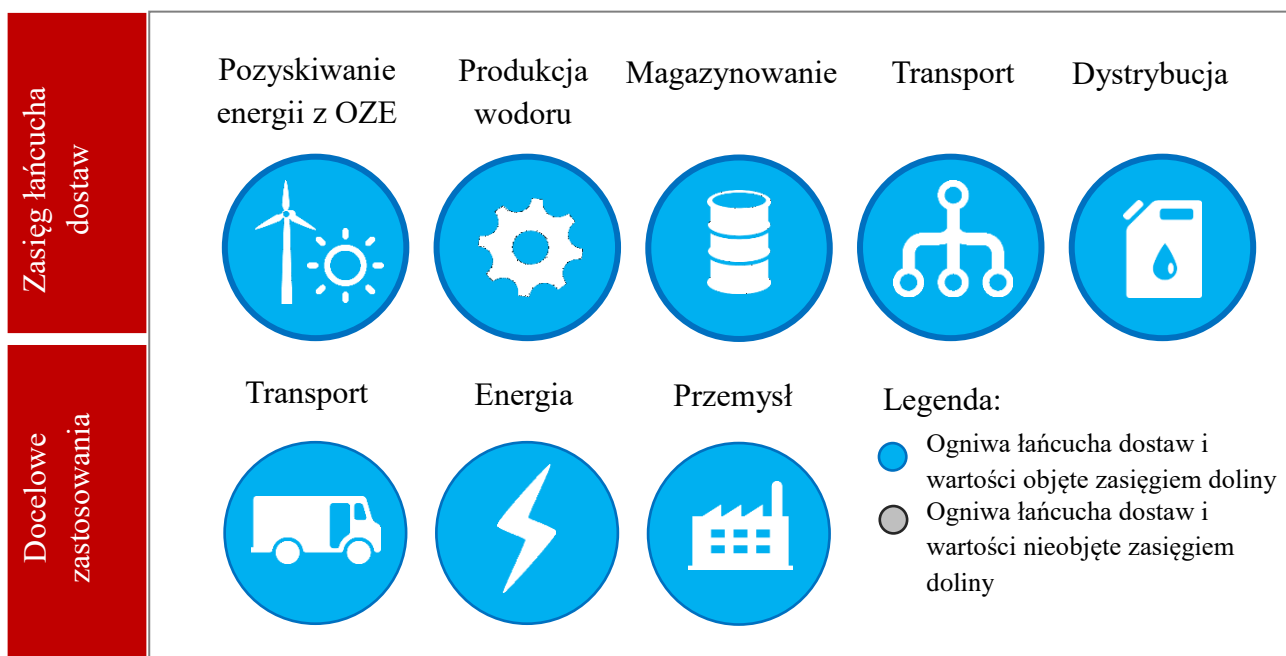 Zasięg łańcucha
dostaw
Pozyskiwanie
energii z OZE
Produkcja
wodoru
Magazynowanie
Transport
Dystrybucja
Docelowe
zastosowania
Transport
Energia
Przemysł
Legenda:
Ogniwa łańcucha dostaw i
wartości objęte zasięgiem doliny
Ogniwa łańcucha dostaw i
wartości nieobjęte zasięgiem
doliny